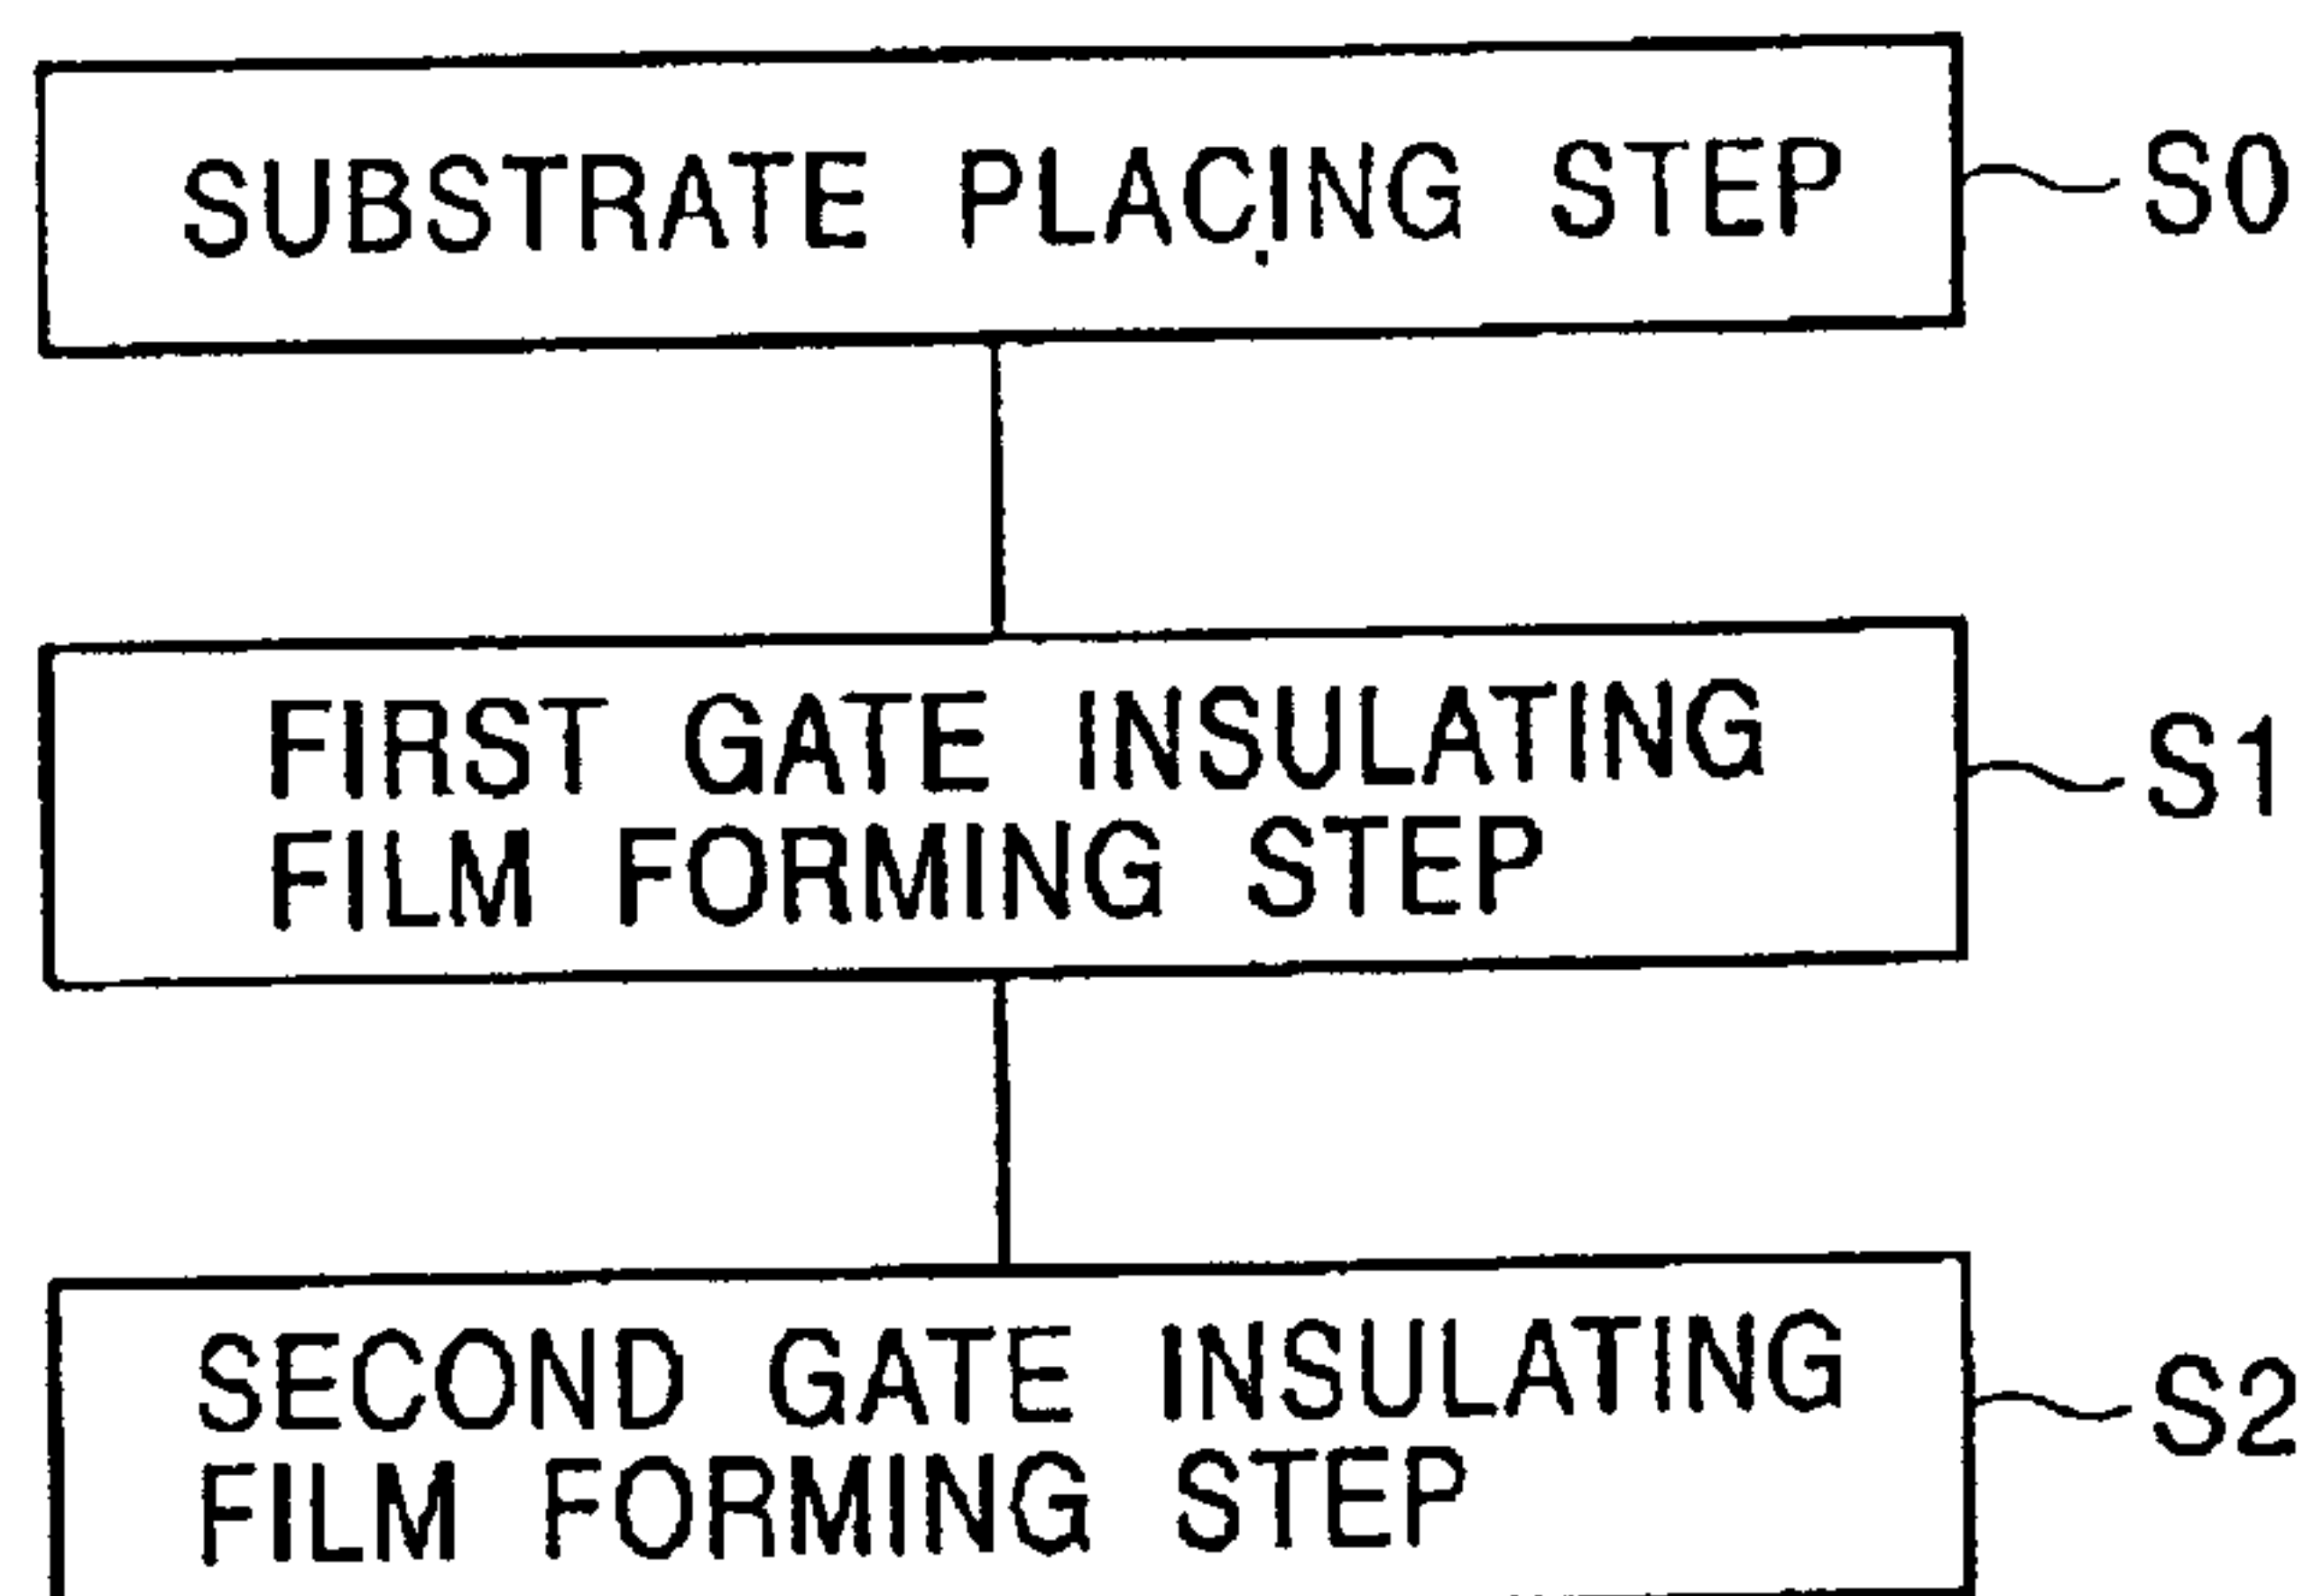 SUBSTRATE PLACING STEP
S0
FIRST GATE INSULATING
FILM FORMING STEP
S1
SECOND GATE INSULATING
FILM FORMING STEP
S2